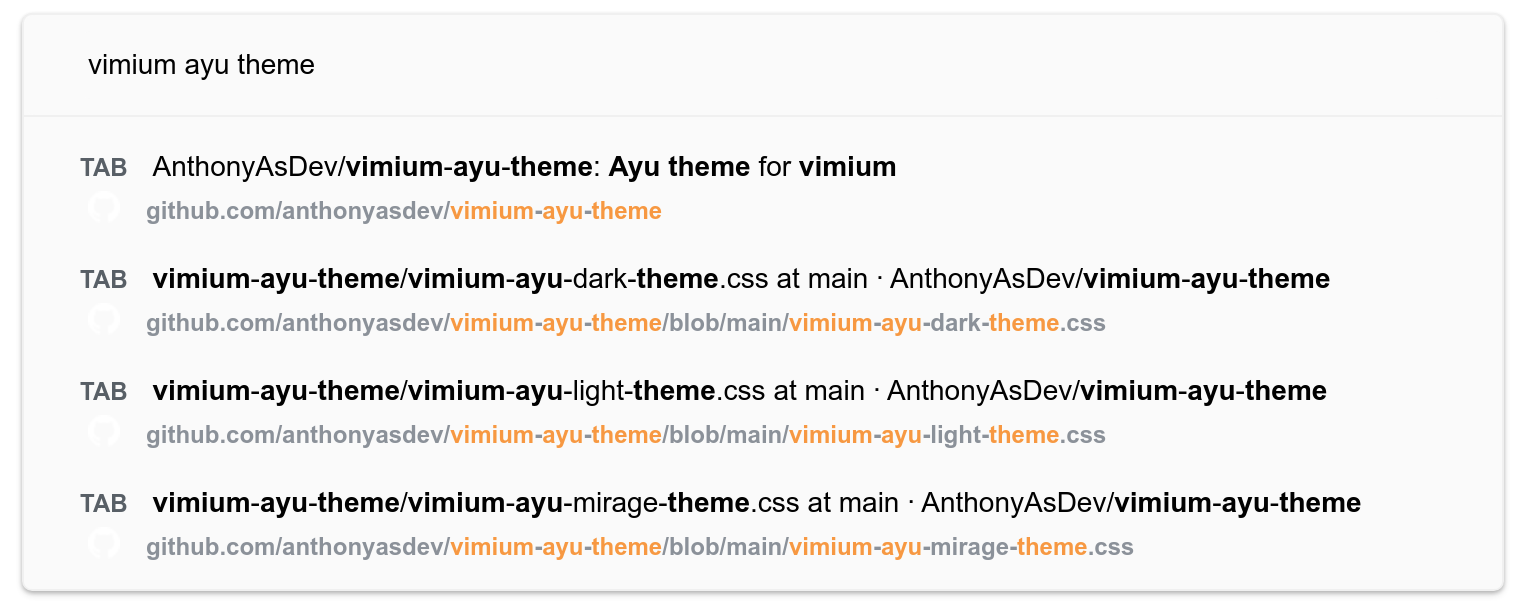 vimium ayu theme
TAB AnthonyAsDev/vimium-ayu-theme: Ayu theme for vimium
github.com/anthonyasdev/vimium-ayu-theme
TAB vimium-ayu-theme/vimium-ayu-dark-theme.css at main · AnthonyAsDev/vimium-ayu-theme
github.com/anthonyasdev/vimium-ayu-theme/blob/main/vimium-ayu-dark-theme.css
TAB vimium-ayu-theme/vimium-ayu-light-theme.css at main · AnthonyAsDev/vimium-ayu-theme
github.com/anthonyasdev/vimium-ayu-theme/blob/main/vimium-ayu-light-theme.css
TAB vimium-ayu-theme/vimium-ayu-mirage-theme.css at main · AnthonyAsDev/vimium-ayu-theme
github.com/anthonyasdev/vimium-ayu-theme/blob/main/vimium-ayu-mirage-theme.css